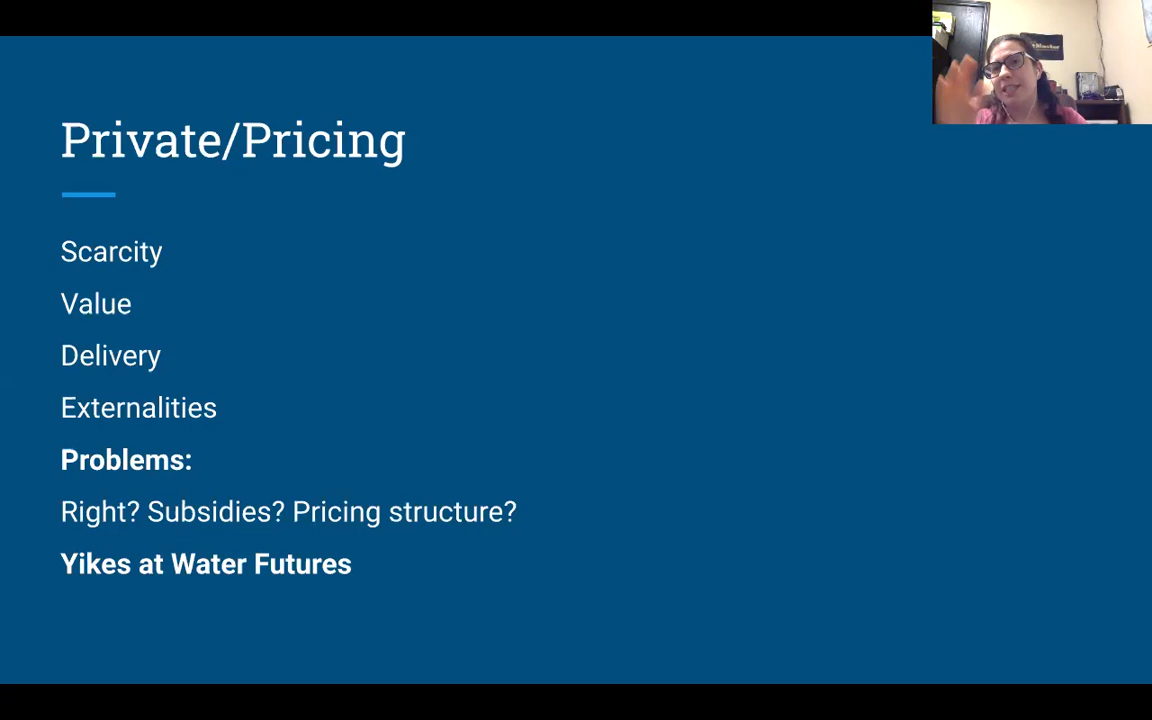 Private/Pricing
Scarcity
Value
Delivery
Externalities
Problems:
Right? Subsidies? Pricing structure?
Yikes at Water Futures